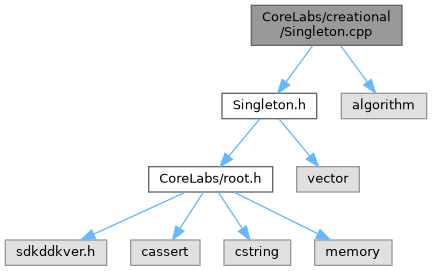 CoreLabs/creational
/Singleton.cpp
Singleton.h
algorithm
CoreLabs/root.h
vector
sdkddkver.h
cassert
cstring
memory